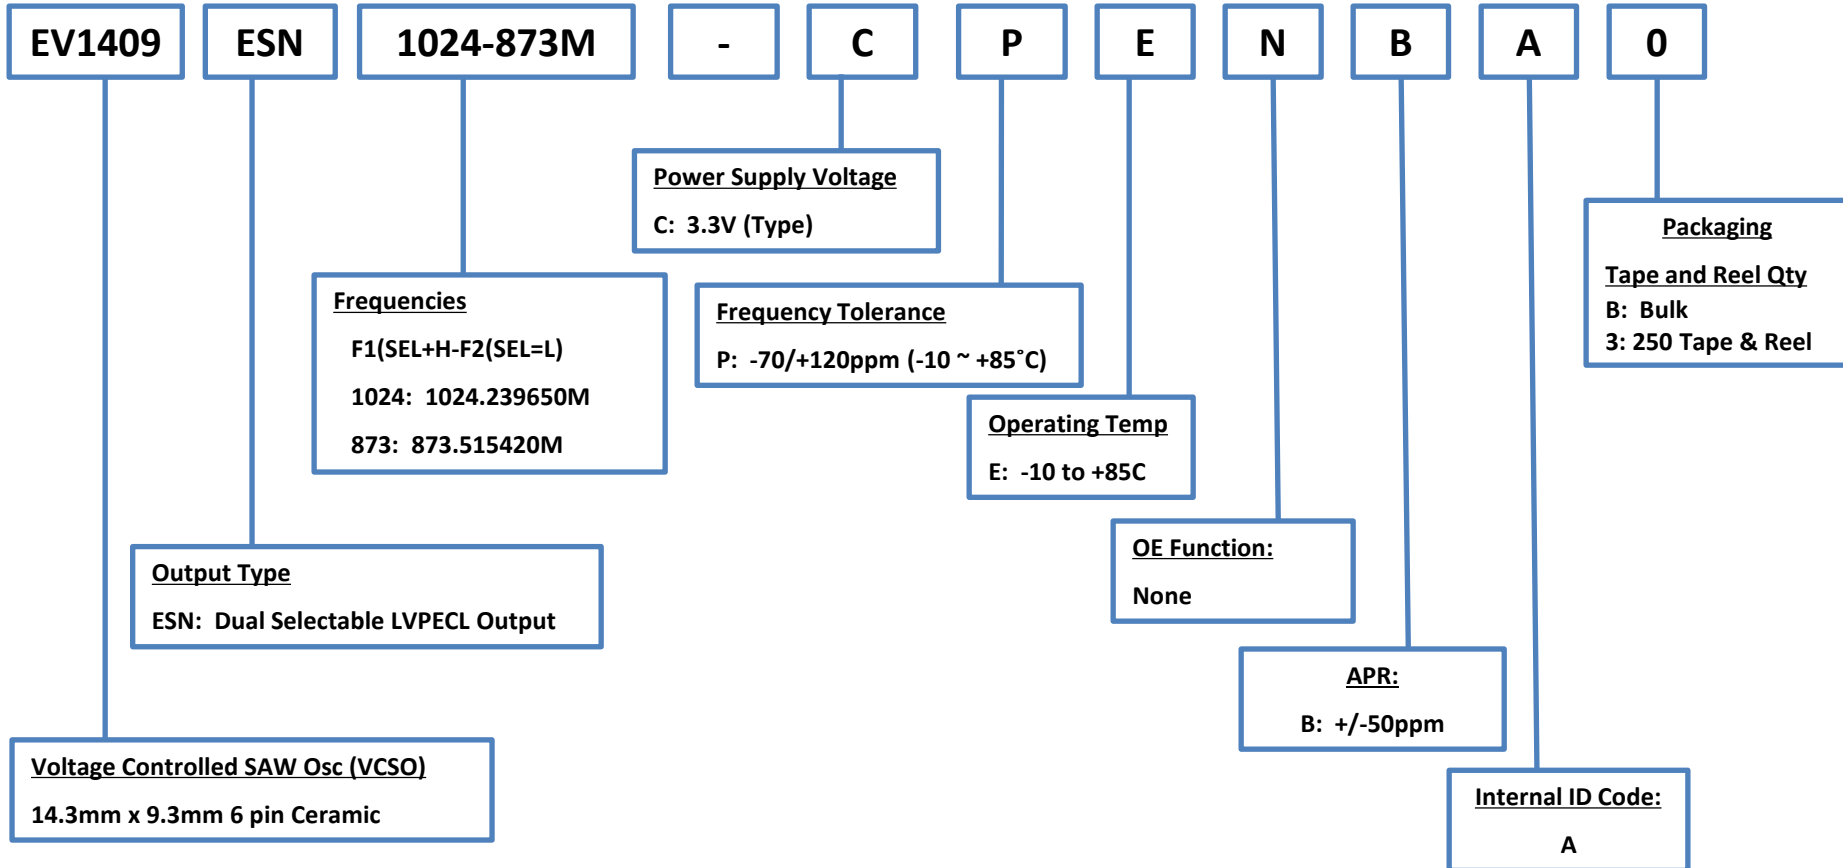 EV1409 ESN 1024-873M - C P E N B A 0
Power Supply Voltage
C: 3.3V (Type)
Packaging
Tape and Reel Qty
B: Bulk
3: 250 Tape & Reel
Frequencies
F1(SEL+H-F2(SEL=L)
1024: 1024.239650M
873: 873.515420M
Frequency Tolerance
P: -70/+120ppm (-10 ~ +85˚C)
Operating Temp
E: -10 to +85C
OE Function:
None
Output Type
ESN: Dual Selectable LVPECL Output
APR:
B: +/-50ppm
Voltage Controlled SAW Osc (VCSO)
14.3mm x 9.3mm 6 pin Ceramic
Internal ID Code:
A